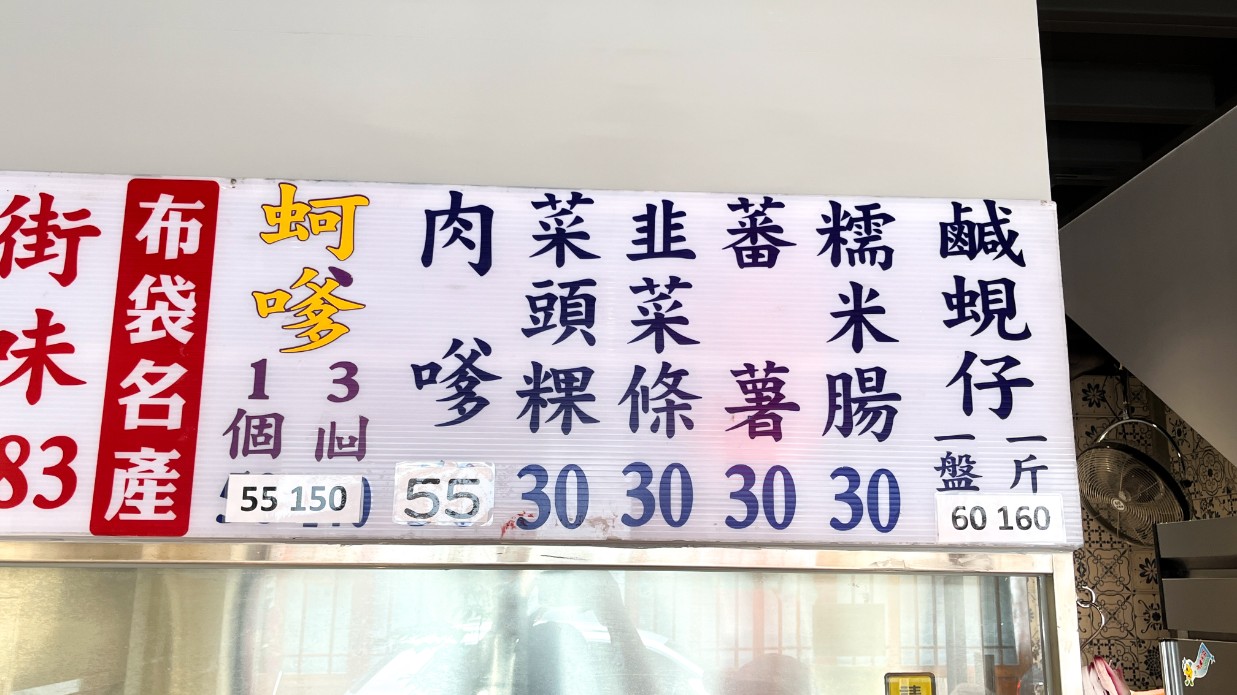 街味
83
布袋名產
蚵嗲
1個 3個
55 150
肉嗲
55
菜頭粿
30
韭菜條
30
蕃薯
30
糯米腸
30
鹹蜆仔
一盤 一斤
60 160